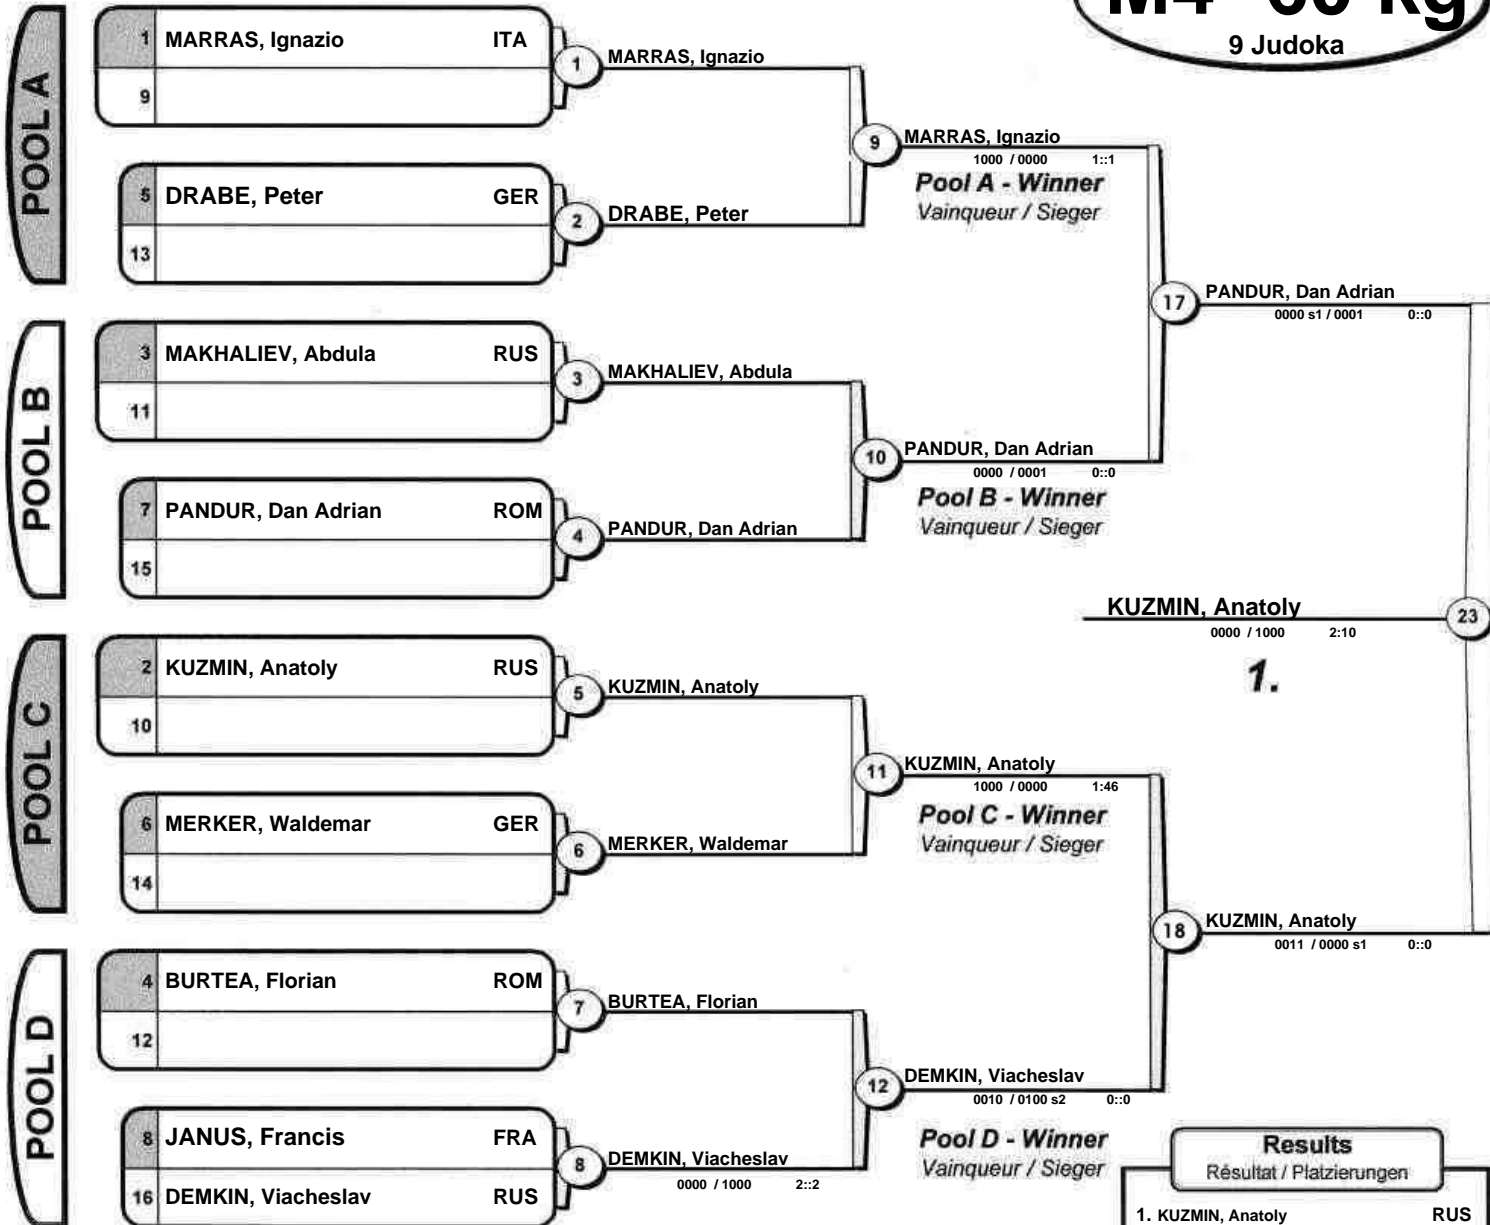 M4 -60 kg
9 Judoka
POOL A
1 MARRAS, Ignazio ITA
9
5 DRABE, Peter GER
13
1 MARRAS, Ignazio
2 DRABE, Peter
9 MARRAS, Ignazio
1000 / 0000 1::1
Pool A - Winner
Vainqueur / Sieger
POOL B
3 MAKHALIEV, Abdula RUS
11
7 PANDUR, Dan Adrian ROM
15
3 MAKHALIEV, Abdula
4 PANDUR, Dan Adrian
10 PANDUR, Dan Adrian
0000 / 0001 0::0
Pool B - Winner
Vainqueur / Sieger
17 PANDUR, Dan Adrian
0000 s1 / 0001 0::0
KUZMIN, Anatoly 23
0000 / 1000 2:10
1.
POOL C
2 KUZMIN, Anatoly RUS
10
6 MERKER, Waldemar GER
14
5 KUZMIN, Anatoly
6 MERKER, Waldemar
11 KUZMIN, Anatoly
1000 / 0000 1:46
Pool C - Winner
Vainqueur / Sieger
18 KUZMIN, Anatoly
0011 / 0000 s1 0::0
POOL D
4 BURTEA, Florian ROM
12
8 JANUS, Francis FRA
16 DEMKIN, Viacheslav RUS
7 BURTEA, Florian
8 DEMKIN, Viacheslav
0000 / 1000 2::2
12 DEMKIN, Viacheslav
0010 / 0100 s2 0::0
Pool D - Winner
Vainqueur / Sieger
Results
Résultat / Platzierungen
1. KUZMIN, Anatoly RUS